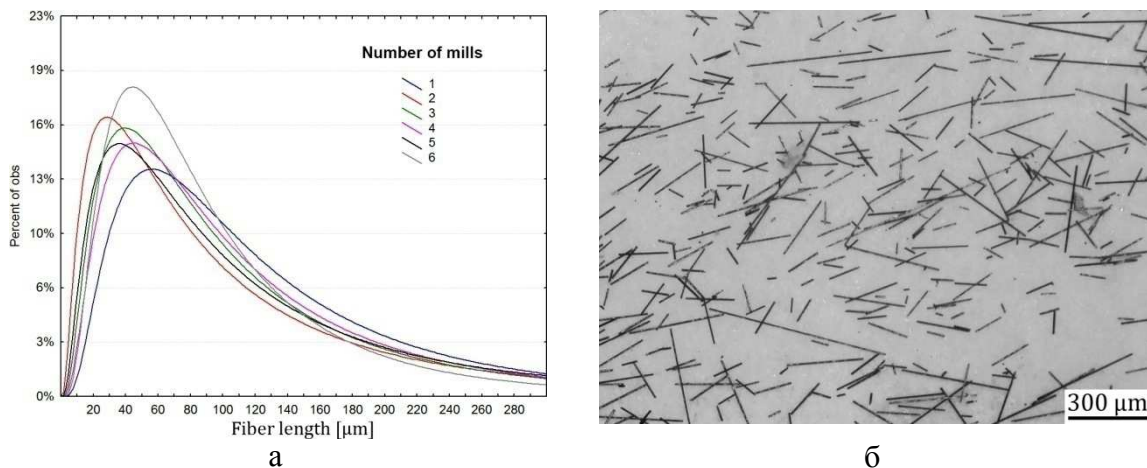 23%
19%
16%
13%
10%
6%
3%
0%
Percent of obs
Number of mills
1
2
3
4
5
6
20 40 60 80 100 120 140 160 180 200 220 240 260 280
Fiber length [µm]
300 µm
а
б